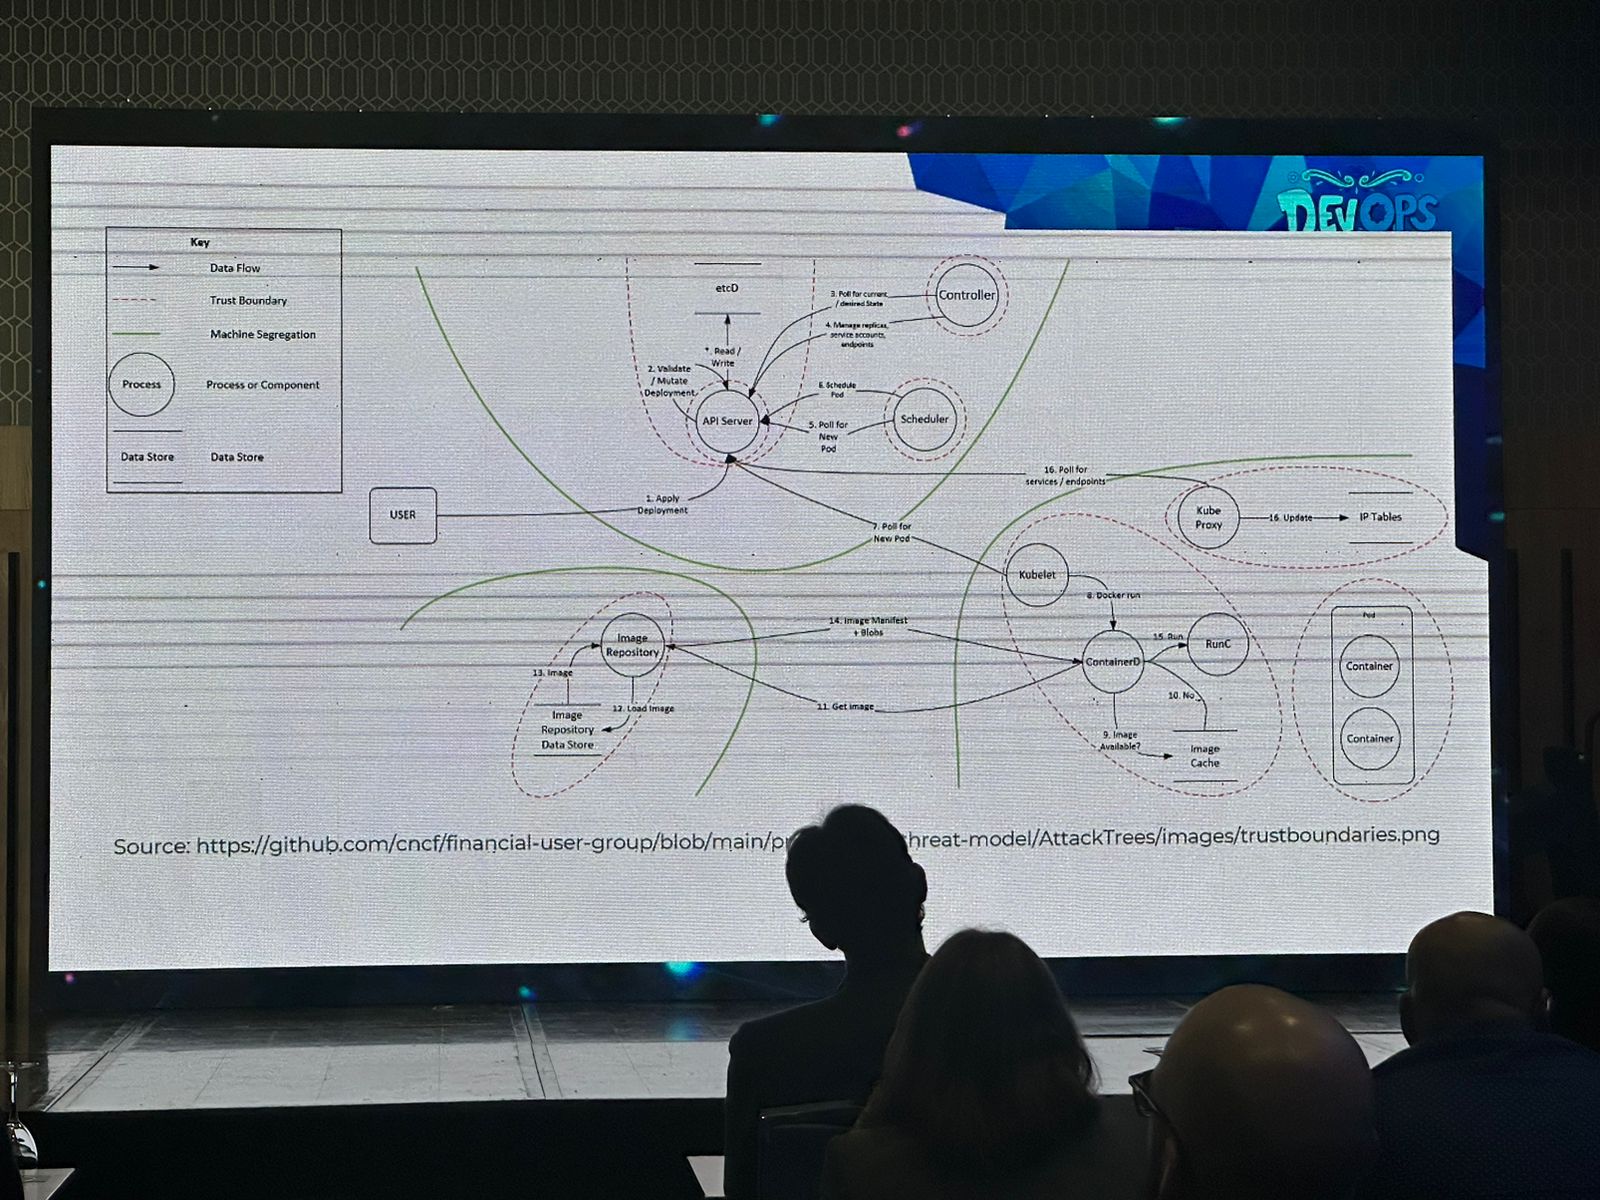 DEVOPS
Key
Data Flow
Trust Boundary
Machine Segregation
Process
Process or Component
Data Store
Data Store
etcD
*. Read /
Write
2. Validate
/ Mutate
Deployment
API Server
3. Poll for current
/ desired State
4. Manage replicas,
service accounts,
endpoints
Controller
6. Schedule
Pod
5. Poll for
New
Pod
Scheduler
USER
1. Apply
Deployment
16. Poll for
services / endpoints
7. Poll for
New Pod
Kube
Proxy
16. Update
IP Tables
Kubelet
8. Docker run
ContainerD
15. Run
RunC
10. No
9. Image
Available?
Image
Cache
Pod
Container
Container
14. Image Manifest
+ Blobs
11. Get image
Image
Repository
13. Image
12. Load Image
Image
Repository
Data Store
Source: https://github.com/cncf/financial-user-group/blob/main/pr hreat-model/AttackTrees/images/trustboundaries.png